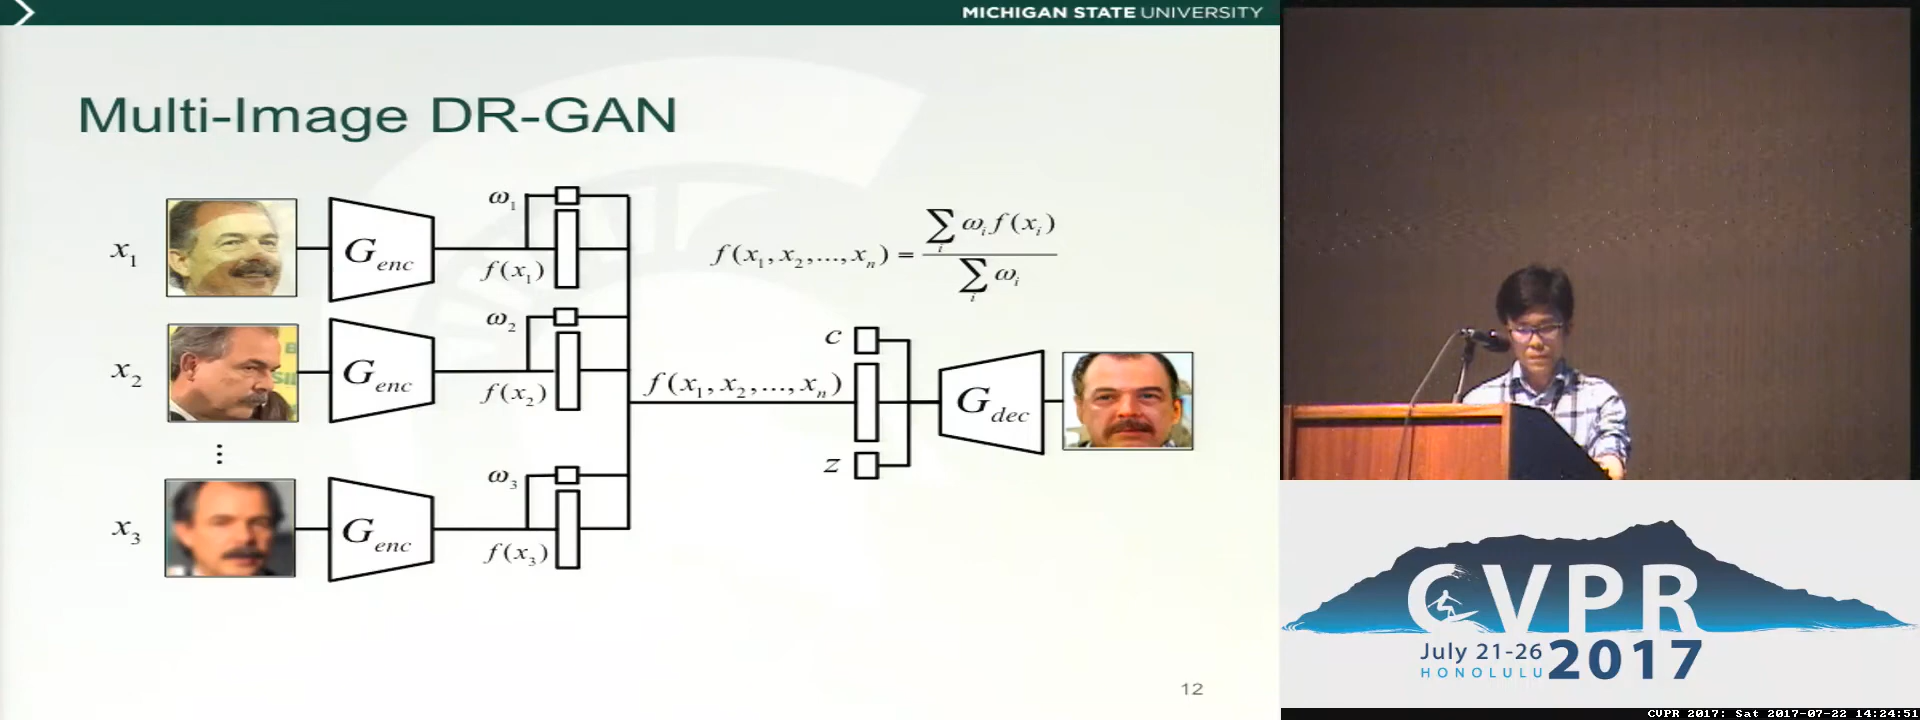 MICHIGAN STATE UNIVERSITY
Multi-Image DR-GAN
x₁
G_enc
ω₁
f(x₁)
f(x₁, x₂, ..., xₙ) = ∑ᵢ ωᵢ f(xᵢ) / ∑ᵢ ωᵢ
x₂
G_enc
ω₂
f(x₂)
f(x₁, x₂, ..., xₙ)
c
z
G_dec
⋮
x₃
G_enc
ω₃
f(x₃)
12
CVPR
July 21-26
HONOLULU
2017
CVPR 2017: Sat 2017-07-22 14:24:51